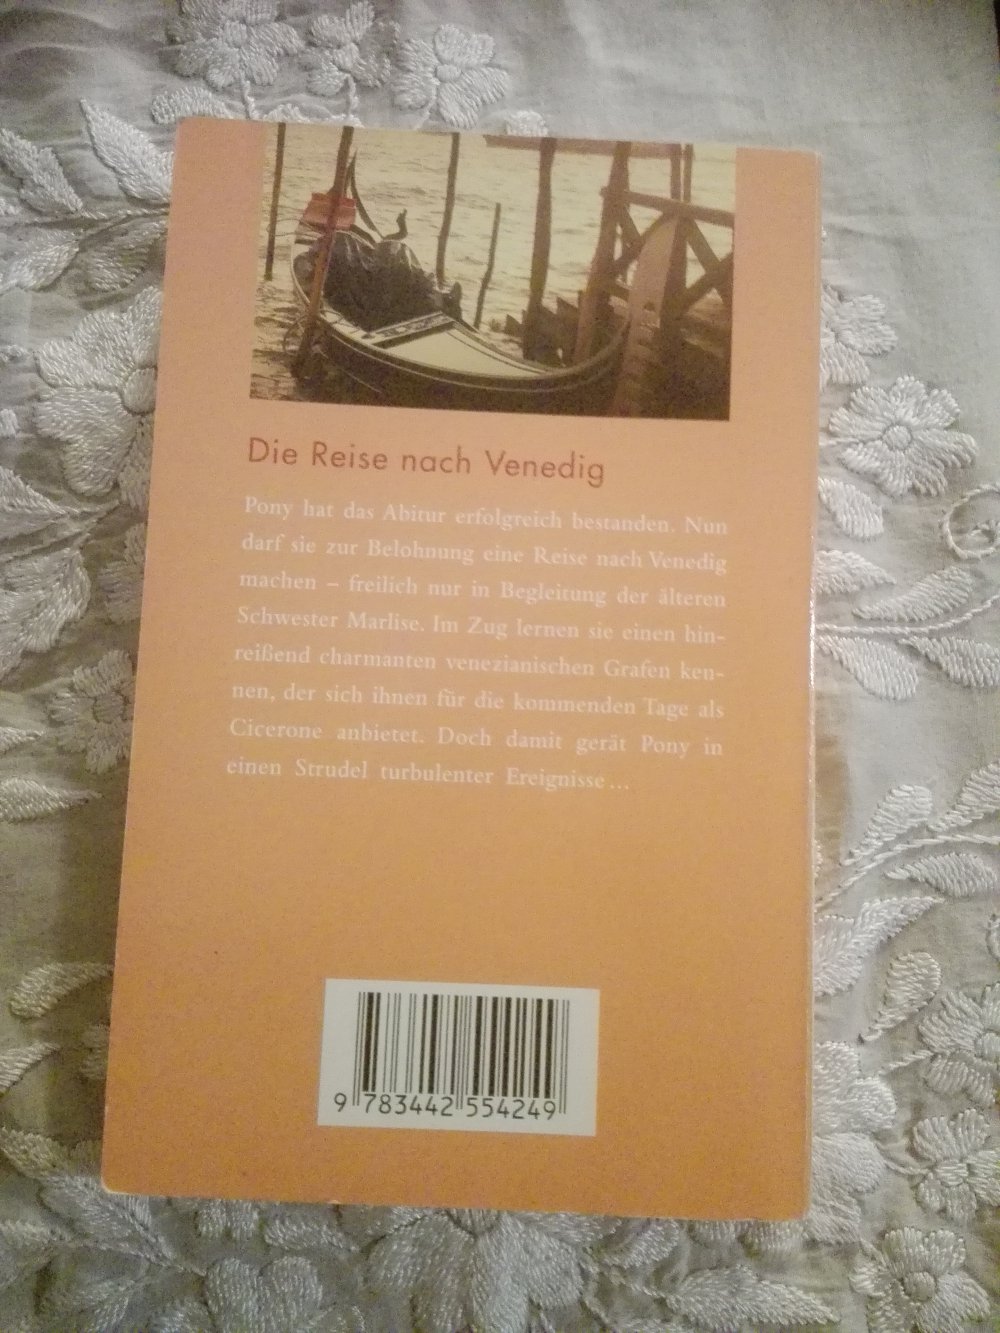 Die Reise nach Venedig
Pony hat das Abitur erfolgreich bestanden. Nun
darf sie zur Belohnung eine Reise nach Venedig
machen – freilich nur in Begleitung der älteren
Schwester Marlise. Im Zug lernen sie einen hin-
reißend charmanten venezianischen Grafen ken-
nen, der sich ihnen für die kommenden Tage als
Cicerone anbietet. Doch damit gerät Pony in
einen Strudel turbulenter Ereignisse ...
9 783442 554249